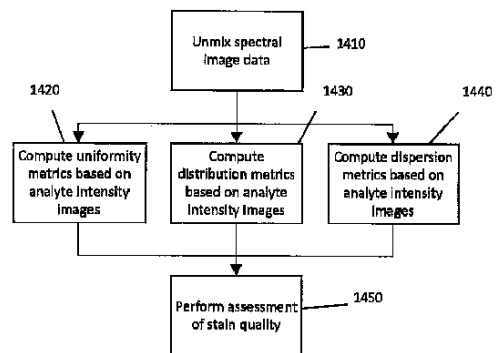 Unmix spectral
image data
1410
1420
1430
1440
Compute uniformity
metrics based on
analyte intensity
images
Compute
distribution metrics
based on analyte
intensity images
Compute dispersion
metrics based on
analyte intensity
images
Perform assessment
of stain quality
1450